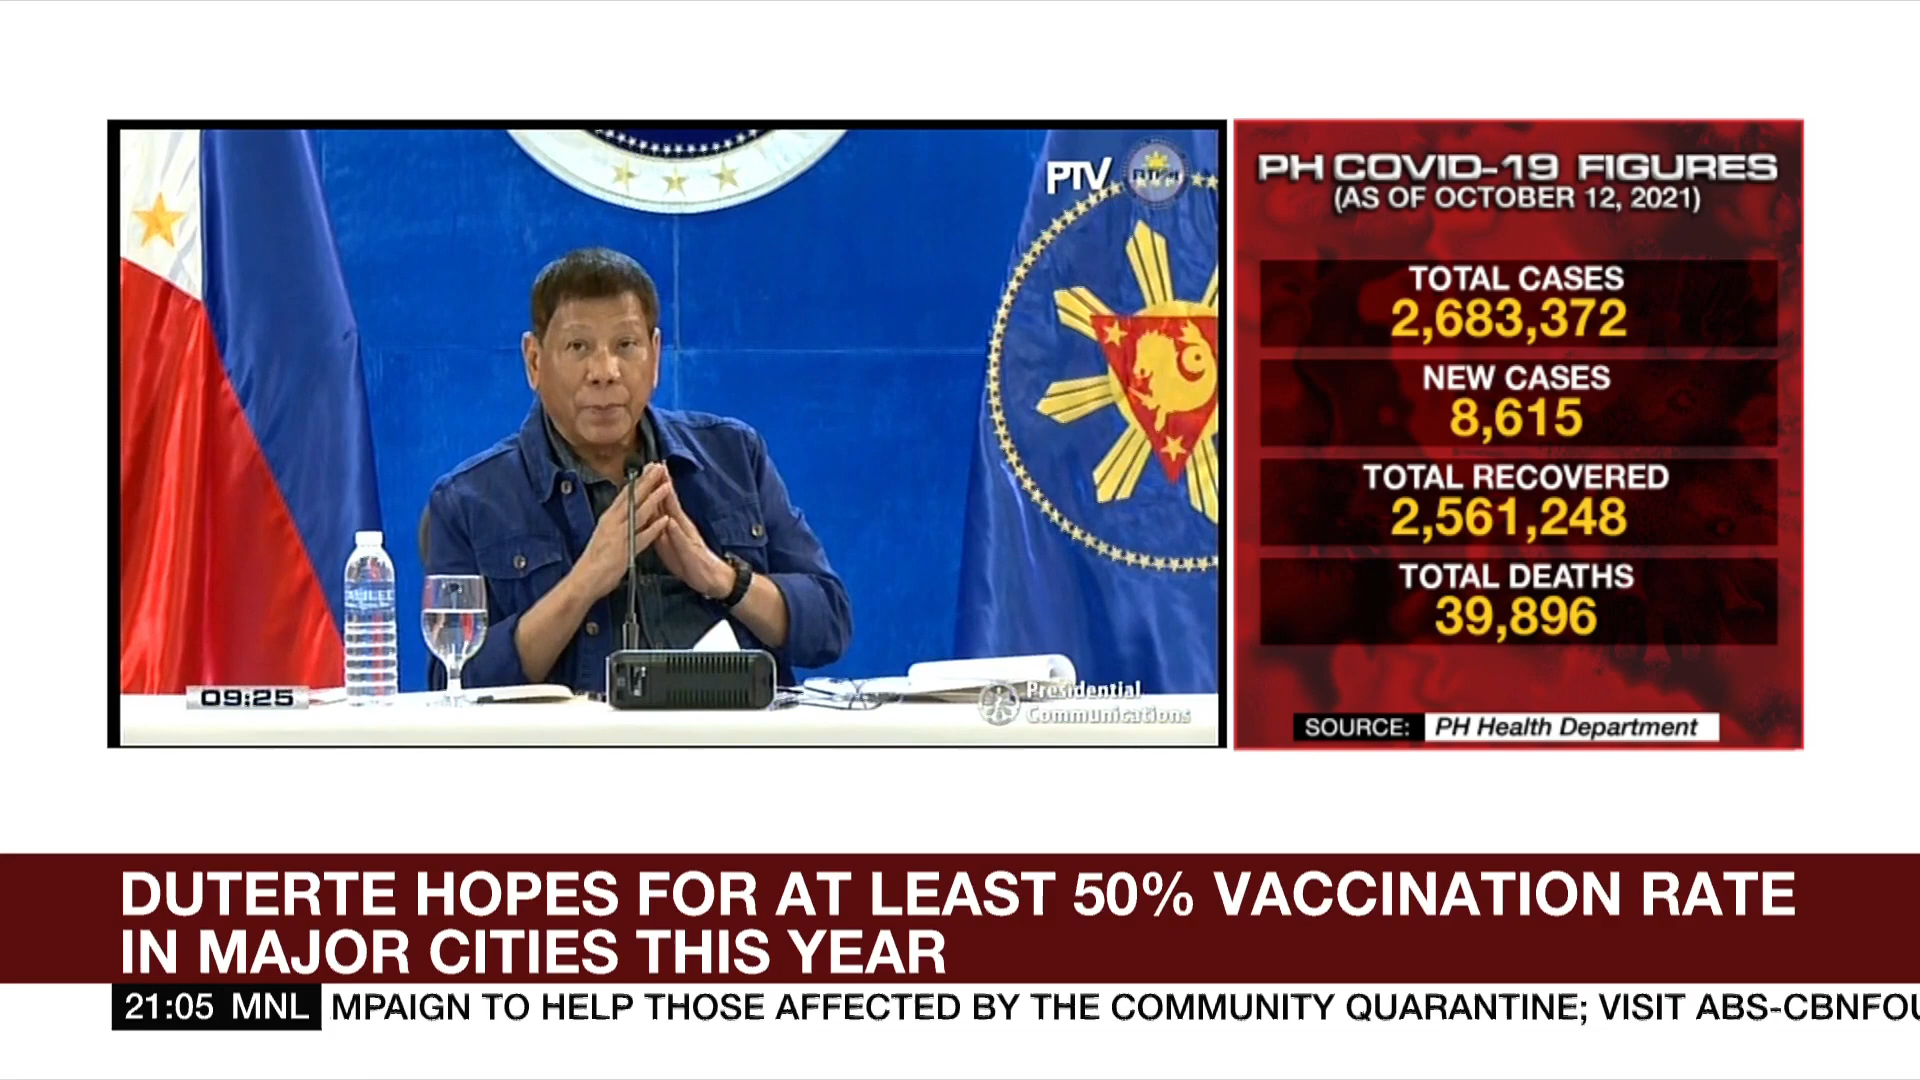 PTV
PH COVID-19 FIGURES
(AS OF OCTOBER 12, 2021)
TOTAL CASES
2,683,372
NEW CASES
8,615
TOTAL RECOVERED
2,561,248
TOTAL DEATHS
39,896
SOURCE: PH Health Department
09:25
Presidential
Communications
DUTERTE HOPES FOR AT LEAST 50% VACCINATION RATE
IN MAJOR CITIES THIS YEAR
21:05 MNL MPAIGN TO HELP THOSE AFFECTED BY THE COMMUNITY QUARANTINE; VISIT ABS-CBNFOU